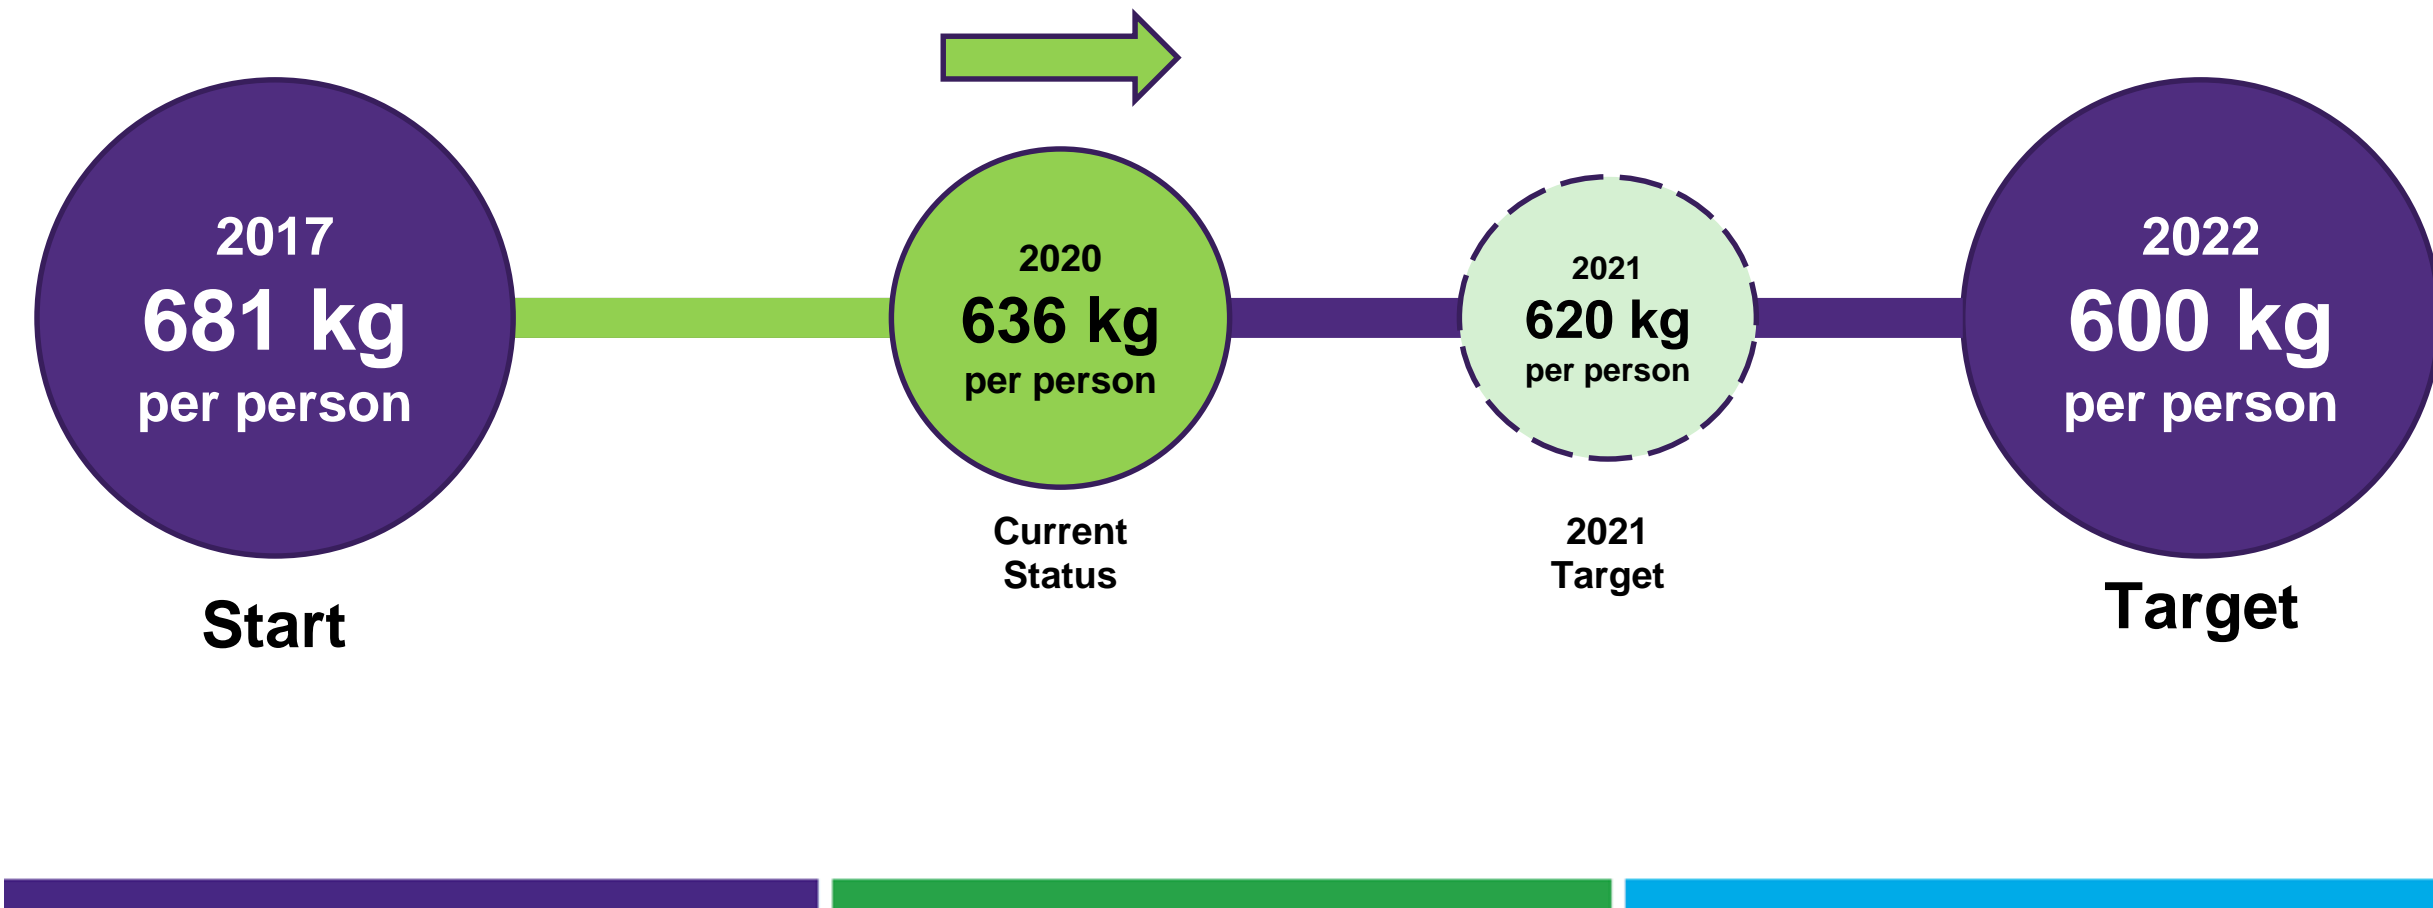 2017
681 kg
per person
Start
2020
636 kg
per person
Current
Status
2021
620 kg
per person
2021
Target
2022
600 kg
per person
Target